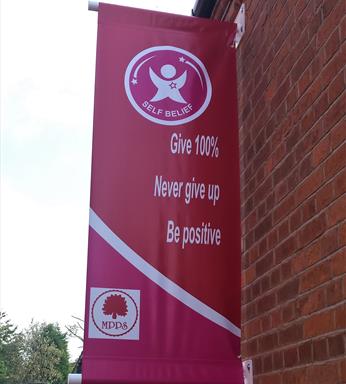 SELF BELIEF
Give 100%
Never give up
Be positive
MPPS